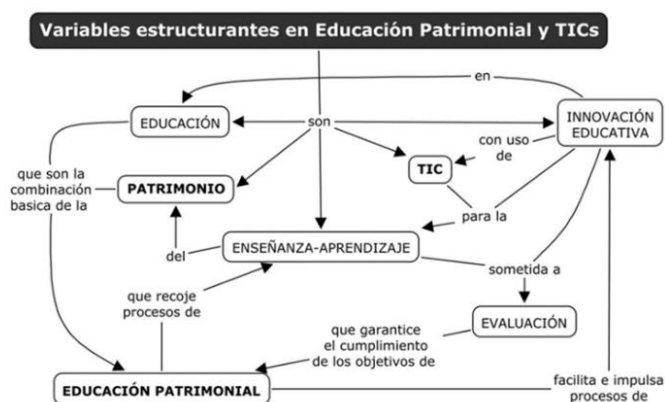 Variables estructurantes en Educación Patrimonial y TICs
en
EDUCACIÓN
son
INNOVACIÓN
EDUCATIVA
con uso
de
TIC
que son la
combinación
basica de la
PATRIMONIO
para la
del
ENSEÑANZA-APRENDIZAJE
sometida a
que recoje
procesos de
EVALUACIÓN
que garantice
el cumplimiento
de los objetivos de
EDUCACIÓN PATRIMONIAL
facilita e impulsa
procesos de